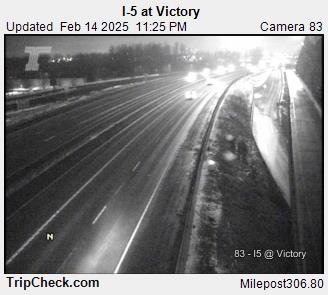 I-5 at Victory
Updated  Feb 14 2025  11:25 PM
Camera 83
T
N
83 - I5 @ Victory
TripCheck.com
Milepost306.80